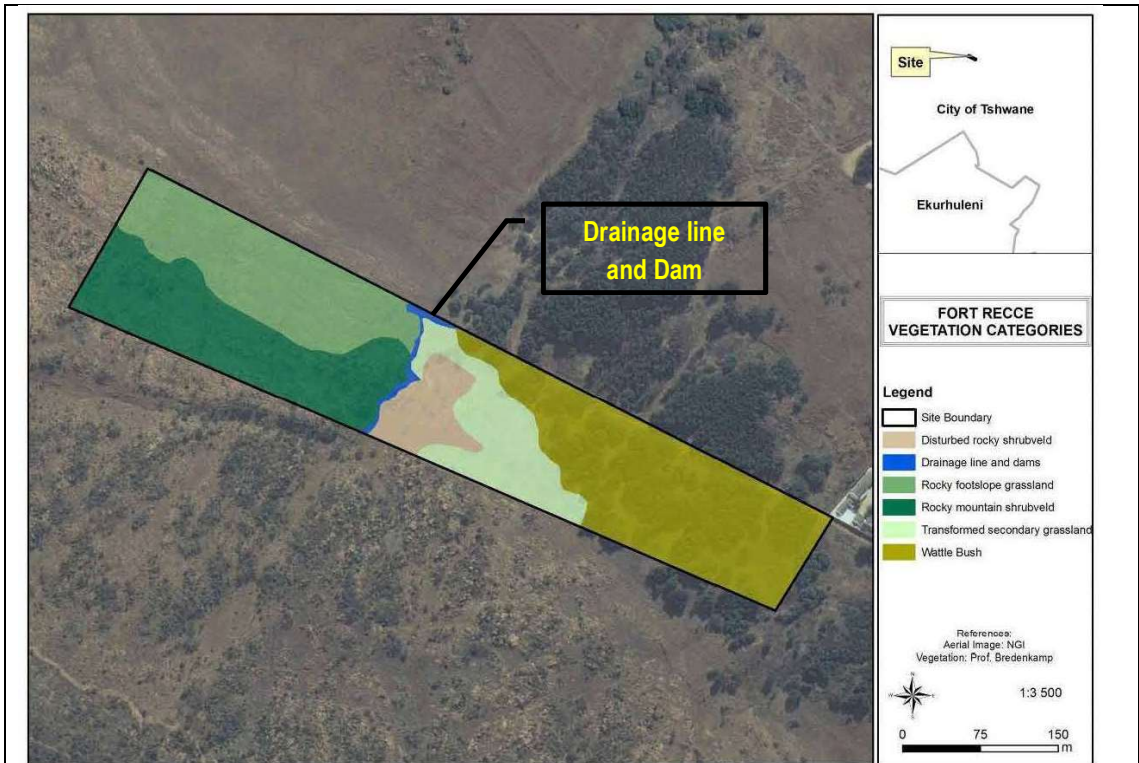 Drainage line
and Dam
Site
City of Tshwane
Ekurhuleni
FORT RECCE
VEGETATION CATEGORIES
Legend
Site Boundary
Disturbed rocky shrubveld
Drainage line and dams
Rocky footslope grassland
Rocky mountain shrubveld
Transformed secondary grassland
Wattle Bush
References:
Aerial Image: NGI
Vegetation: Prof. Bredenkamp
N
W E
S
1:3 500
0 75 150
m